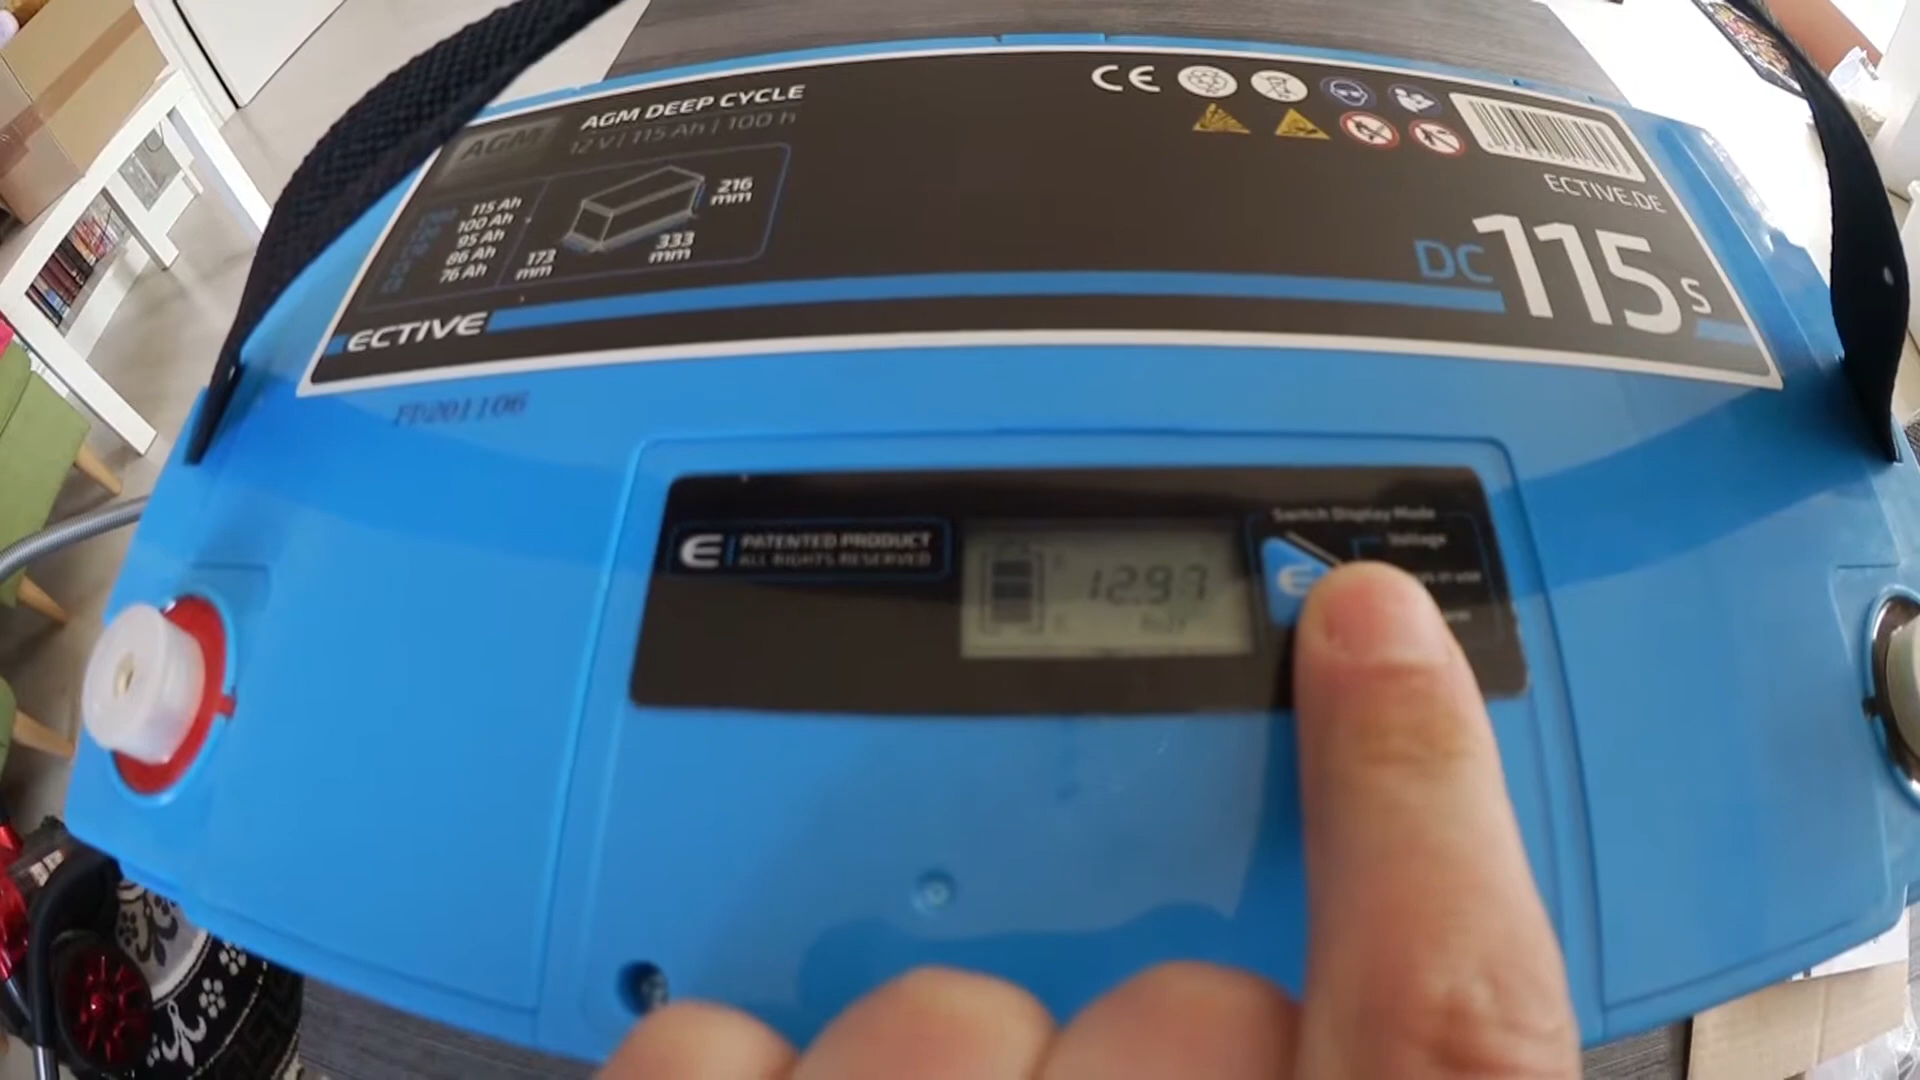 AGM
AGM DEEP CYCLE
12 V | 115 Ah | 100 h
115 Ah
100 Ah
95 Ah
86 Ah
76 Ah
173
mm
333
mm
216
mm
ECTIVE
CE
ECTIVE.DE
DC 115 S
E PATENTED PRODUCT
ALL RIGHTS RESERVED
12.97
Switch Display Mode
Voltage
E